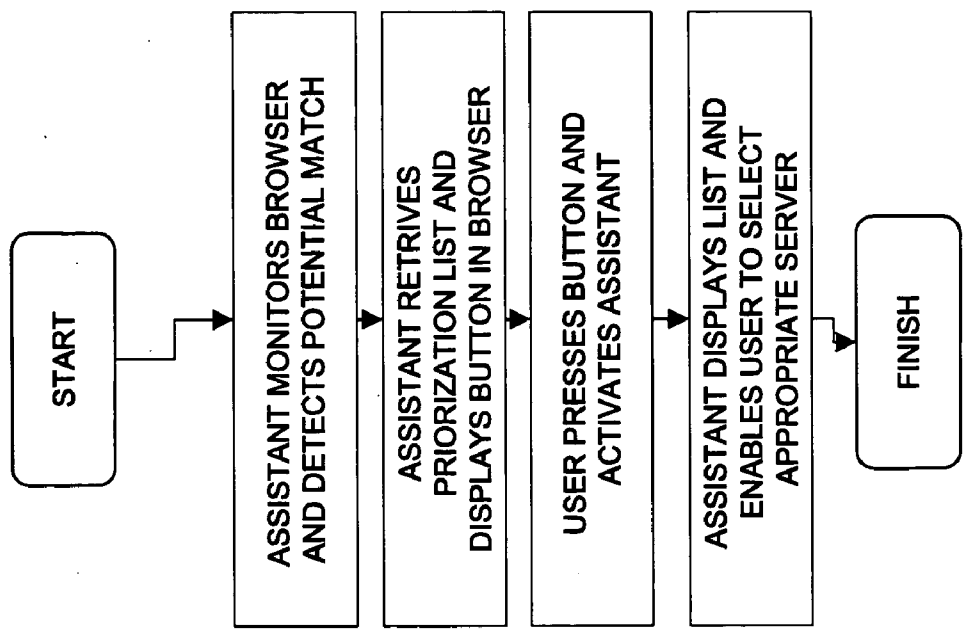 START
ASSISTANT MONITORS BROWSER
AND DETECTS POTENTIAL MATCH
ASSISTANT RETRIVES
PRIORIZATION LIST AND
DISPLAYS BUTTON IN BROWSER
USER PRESSES BUTTON AND
ACTIVATES ASSISTANT
ASSISTANT DISPLAYS LIST AND
ENABLES USER TO SELECT
APPROPRIATE SERVER
FINISH